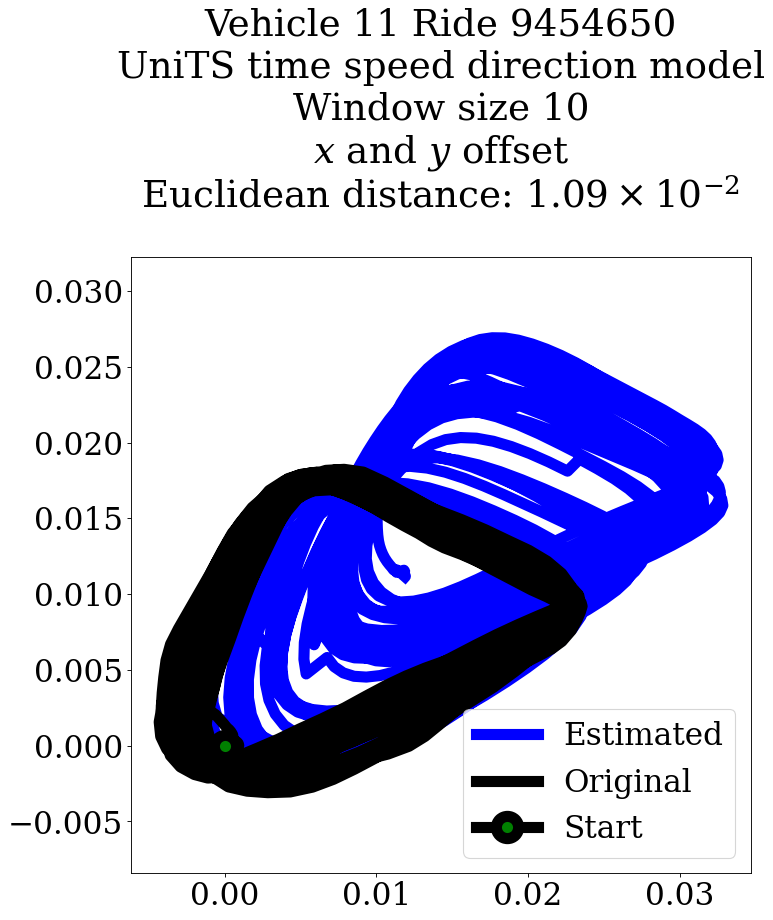 Vehicle 11 Ride 9454650
UniTS time speed direction model
Window size 10
x and y offset
Euclidean distance: 1.09 × 10⁻²
0.030
0.025
0.020
0.015
0.010
0.005
0.000
−0.005
Estimated
Original
Start
0.00 0.01 0.02 0.03